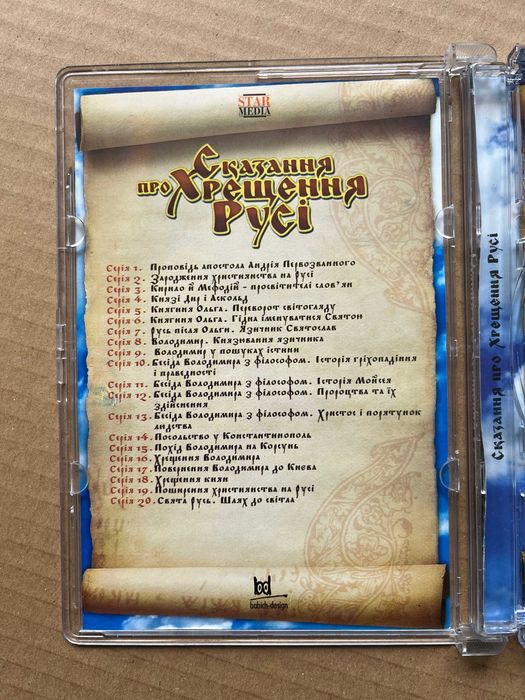 STAR
MEDIA
Сказання
про Хрещення
Русі
Серія 1. Проповідь апостола Андрія Первозванного
Серія 2. Зародження християнства на Русі
Серія 3. Кирило й Мефодій - просвітителі слов'ян
Серія 4. Князі Дир і Аскольд
Серія 5. Княгиня Ольга. Переворот світогляду
Серія 6. Княгиня Ольга. Гідна іменуватися Святою
Серія 7. русь після Ольги. Язичник Святослав
Серія 8. Володимир. Князювання язичника
Серія 9. Володимир у пошуках істини
Серія 10. Бесіда Володимира з філософом. Історія гріхопадіння
і праведності
Серія 11. Бесіда Володимира з філософом. Історія Мойсея
Серія 12. Бесіда Володимира з філософом. Пророцтва та їх
здійснення
Серія 13. Бесіда Володимира з філософом. Христос і порятунок
людства
Серія 14. Посольство у Константинополь
Серія 15. Похід Володимира на Корсунь
Серія 16. Хрещення Володимира
Серія 17. Повернення Володимира до Києва
Серія 18. Хрещення киян
Серія 19. Поширення християнства на русі
Серія 20. Свята русь. Шлях до світла
bd
babich-design
Сказання про Хрещення Русі